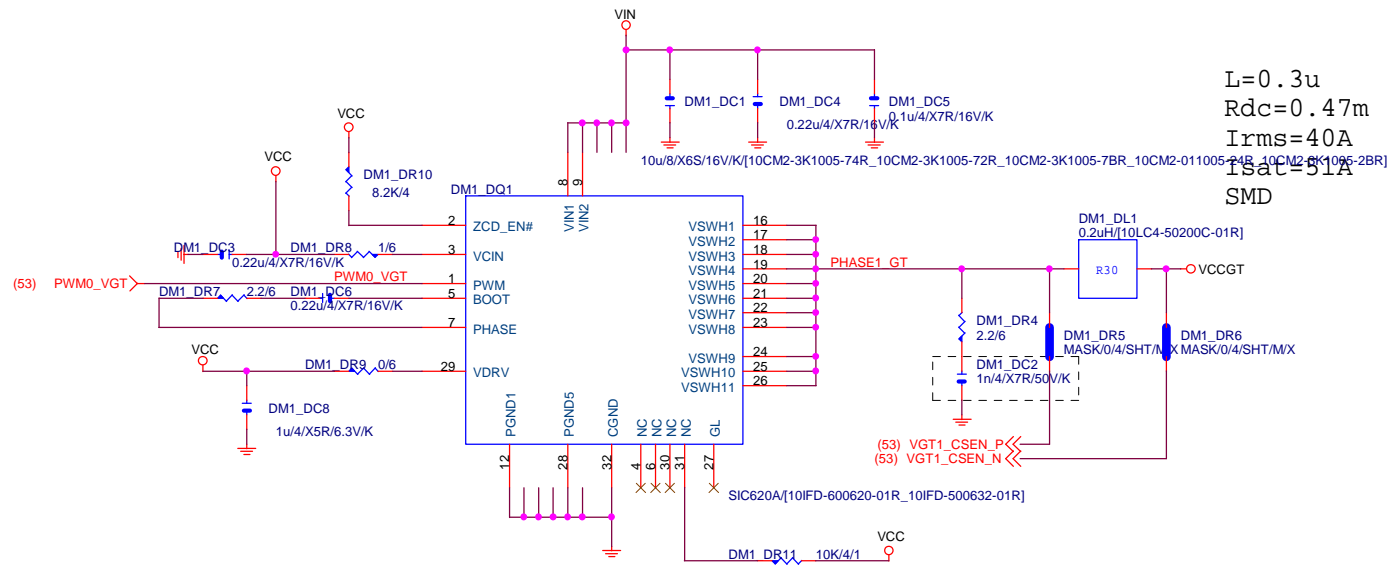 VIN
L=0.3u
Rdc=0.47m
Irms=40A
Isat=51A
SMD
DM1_DC1
DM1_DC4
0.22u/4/X7R/16V/K
DM1_DC5
0.1u/4/X7R/16V/K
10u/8/X6S/16V/K/[10CM2-3K1005-74R_10CM2-3K1005-72R_10CM2-3K1005-7BR_10CM2-011005-24R_10CM2-3K1005-2BR]
VCC
VCC
DM1_DR10
8.2K/4
DM1_DQ1
8
9
VIN1
VIN2
2
ZCD_EN#
3
VCIN
1
PWM
5
BOOT
7
PHASE
29
VDRV
DM1_DC3
0.22u/4/X7R/16V/K
DM1_DR8
1/6
(53) PWM0_VGT
PWM0_VGT
DM1_DR7
2.2/6
DM1_DC6
0.22u/4/X7R/16V/K
VCC
DM1_DR9
0/6
DM1_DC8
1u/4/X5R/6.3V/K
VSWH1
16
VSWH2
17
VSWH3
18
VSWH4
19
VSWH5
20
VSWH6
21
VSWH7
22
VSWH8
23
VSWH9
24
VSWH10
25
VSWH11
26
PHASE1_GT
DM1_DL1
0.2uH/[10LC4-50200C-01R]
R30
VCCGT
DM1_DR4
2.2/6
DM1_DC2
1n/4/X7R/50V/K
DM1_DR5
MASK/0/4/SHT/M/X
DM1_DR6
MASK/0/4/SHT/M/X
(53) VGT1_CSEN_P
(53) VGT1_CSEN_N
PGND1
PGND5
CGND
NC
NC
NC
NC
GL
12
28
32
4
6
30
31
27
SIC620A/[10IFD-600620-01R_10IFD-500632-01R]
DM1_DR11
10K/4/1
VCC